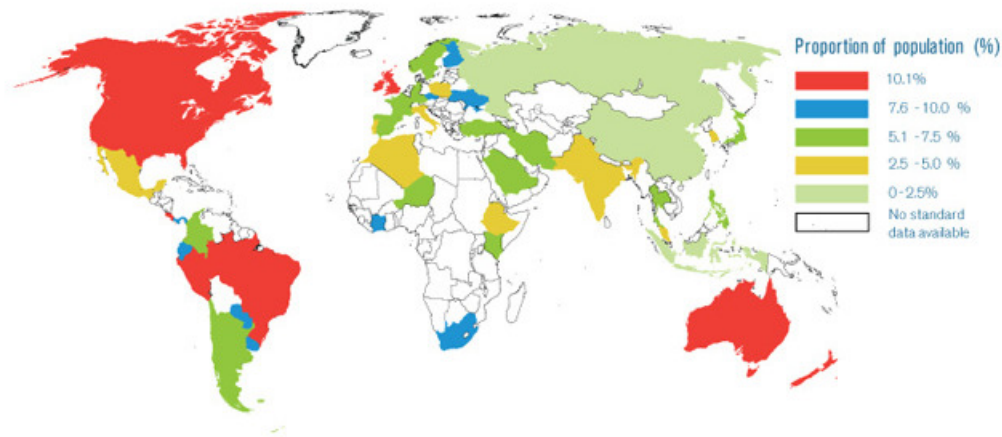 Proportion of population (%)
10.1%
7.6 -10.0 %
5.1 -7.5 %
2.5 -5.0 %
0-2.5%
No standard
data available